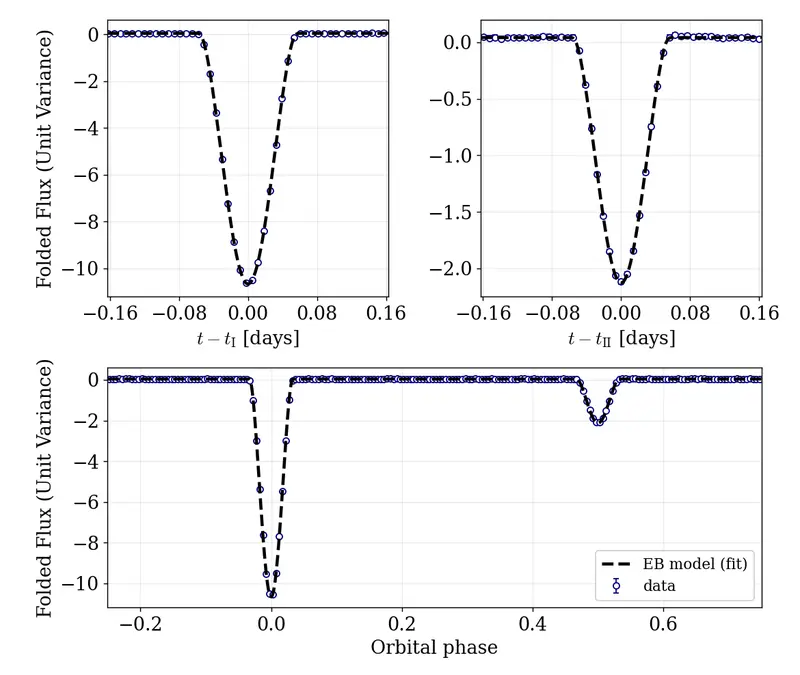 Folded Flux (Unit Variance)
0
−2
−4
−6
−8
−10
−0.16 −0.08 0.00 0.08 0.16
t − tI [days]
0.0
−0.5
−1.0
−1.5
−2.0
−0.16 −0.08 0.00 0.08 0.16
t − tII [days]
Folded Flux (Unit Variance)
0
−2
−4
−6
−8
−10
−0.2 0.0 0.2 0.4 0.6
Orbital phase
EB model (fit)
data